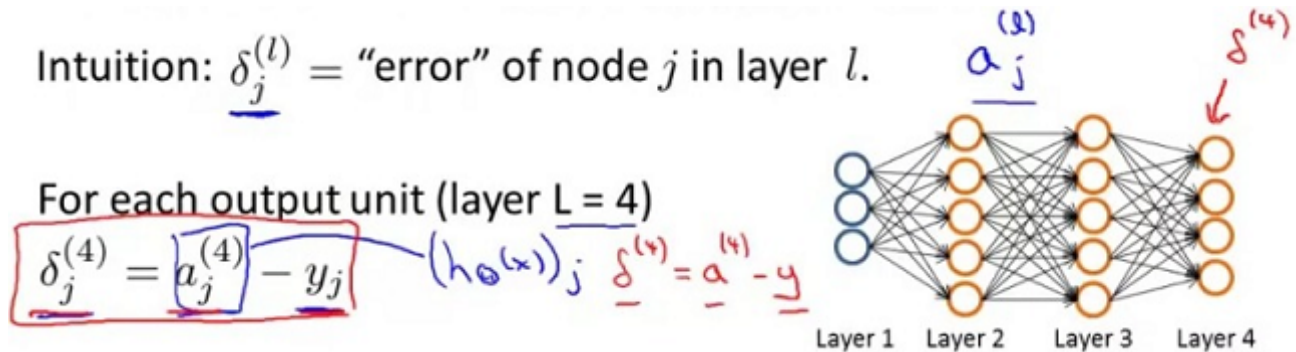 Intuition: δ_j^{(l)} = “error” of node j in layer l.
a_j^{(l)}
δ^{(4)}
For each output unit (layer L = 4)
δ_j^{(4)} = a_j^{(4)} − y_j
(h_Θ(x))_j
δ^{(4)} = a^{(4)} − y
Layer 1 Layer 2 Layer 3 Layer 4